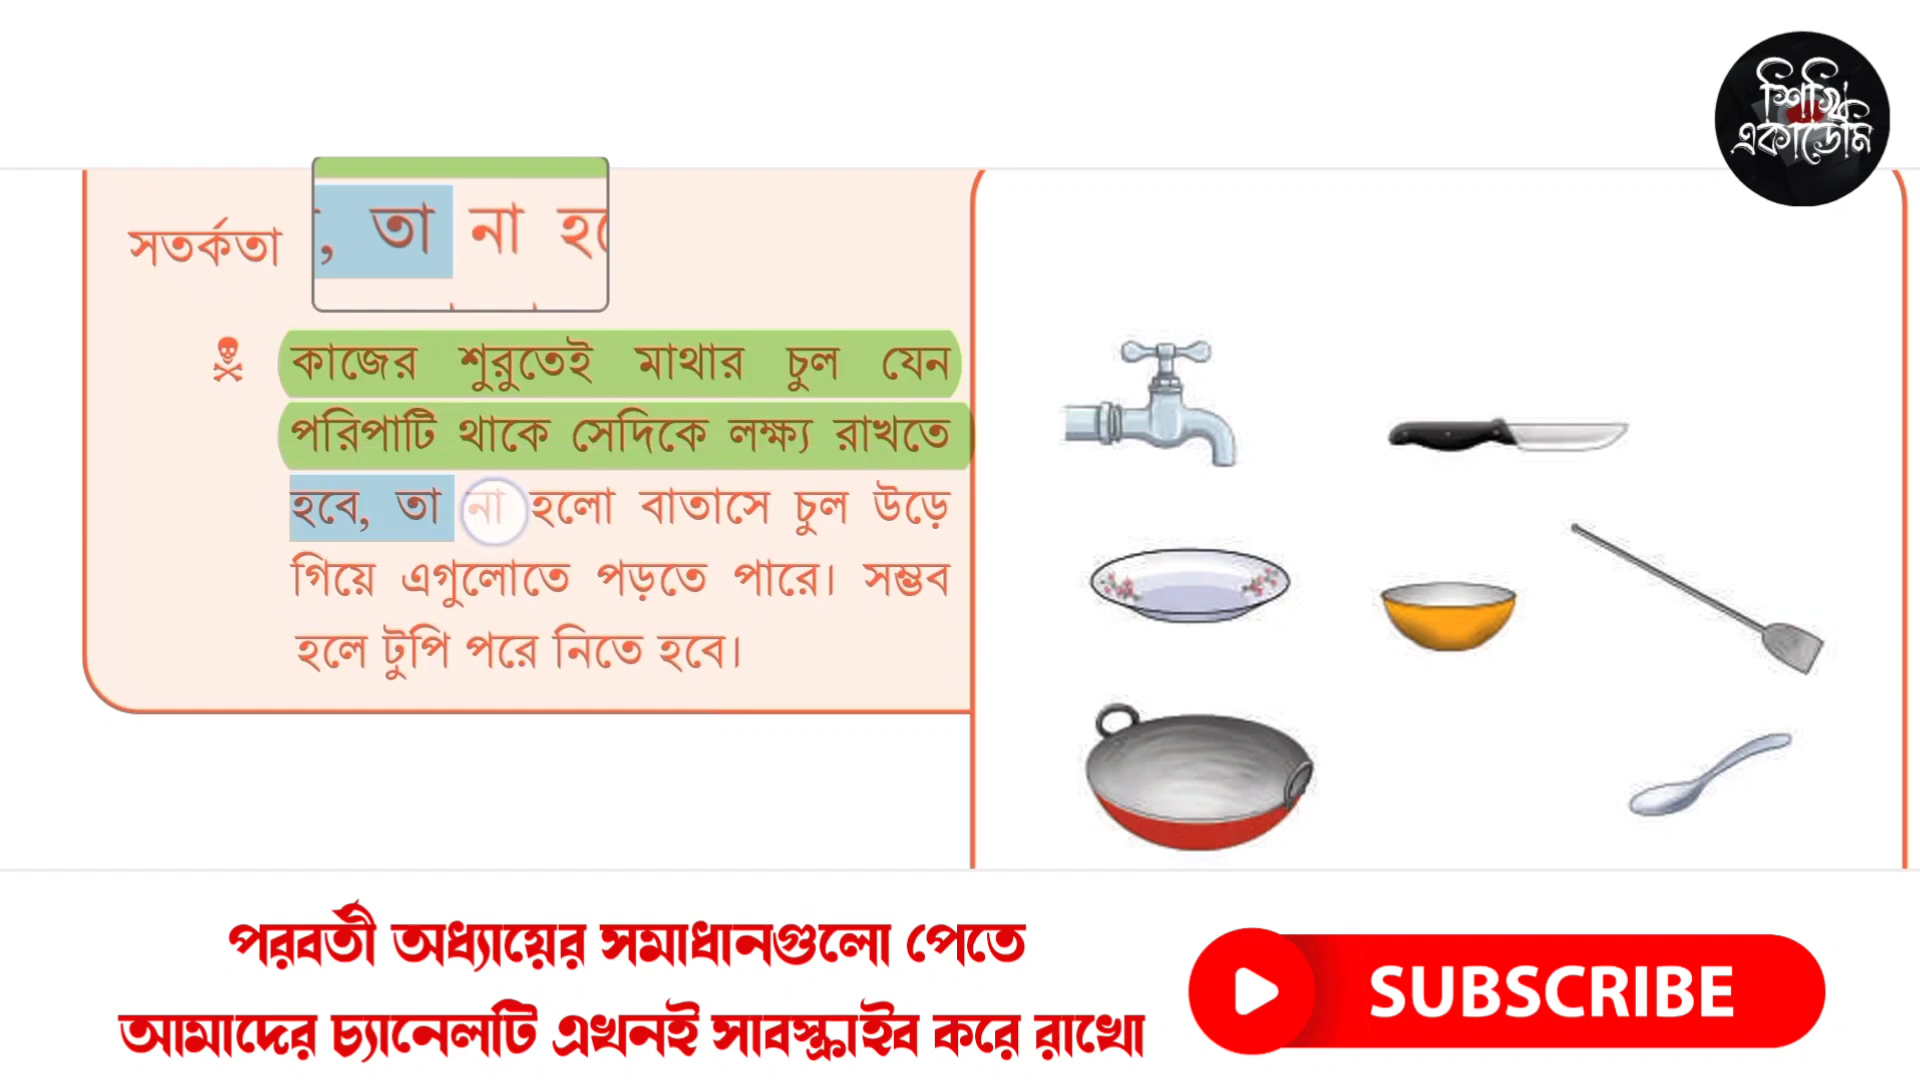 শিখি
একাডেমি
সতর্কতা
, তা না হ
কাজের শুরুতেই মাথার চুল যেন
পরিপাটি থাকে সেদিকে লক্ষ্য রাখতে
হবে, তা না হলো বাতাসে চুল উড়ে
গিয়ে এগুলোতে পড়তে পারে। সম্ভব
হলে টুপি পরে নিতে হবে।
পরবর্তী অধ্যায়ের সমাধানগুলো পেতে
আমাদের চ্যানেলটি এখনই সাবস্ক্রাইব করে রাখো
SUBSCRIBE